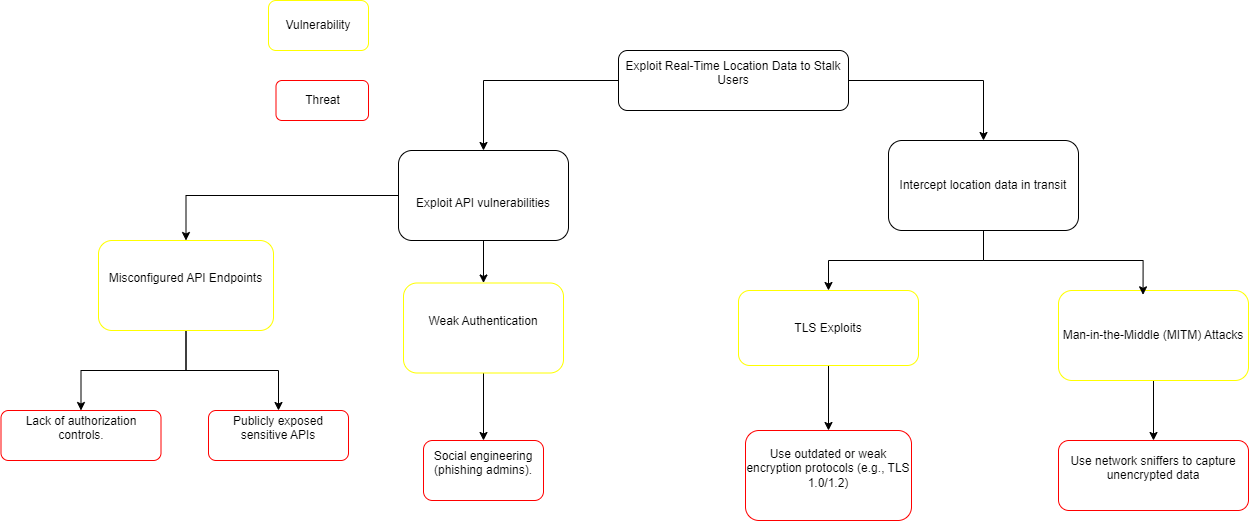 Vulnerability
Exploit Real-Time Location Data to Stalk
Users
Threat
Exploit API vulnerabilities
Intercept location data in transit
Misconfigured API Endpoints
Weak Authentication
TLS Exploits
Man-in-the-Middle (MITM) Attacks
Lack of authorization
controls.
Publicly exposed
sensitive APIs
Social engineering
(phishing admins).
Use outdated or weak
encryption protocols (e.g., TLS
1.0/1.2)
Use network sniffers to capture
unencrypted data